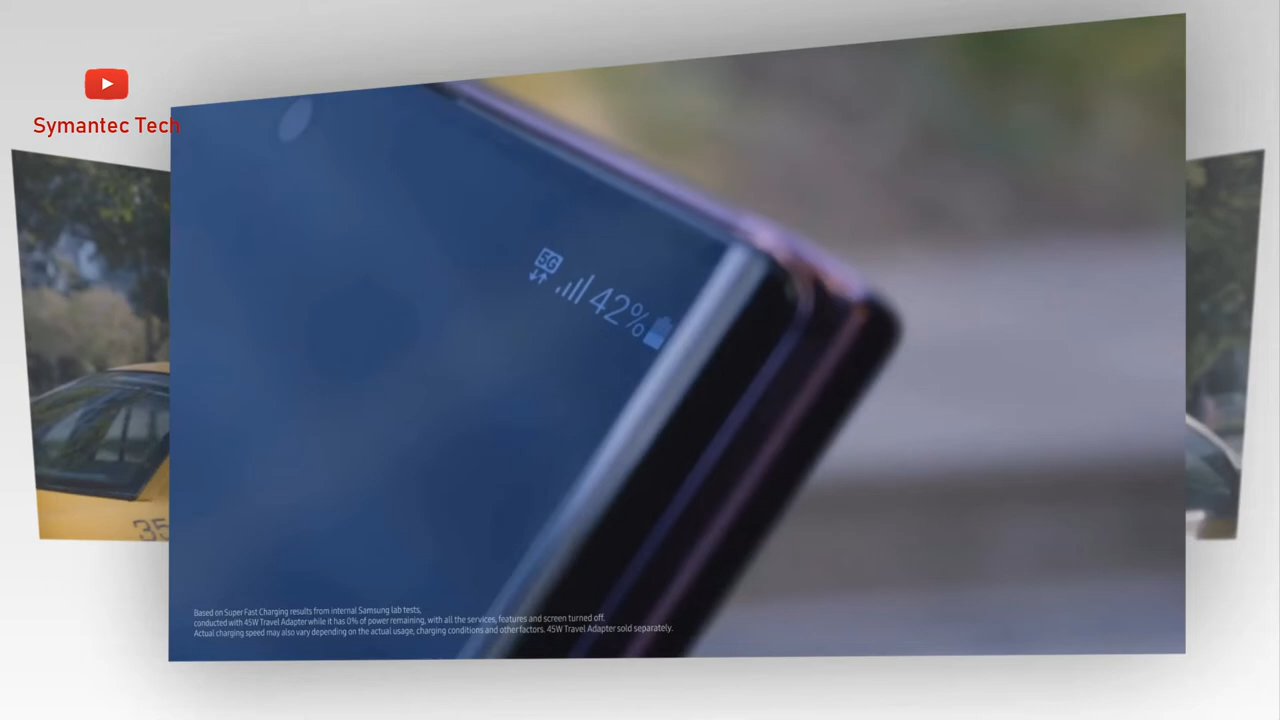 Symantec Tech
5G
42%
35
Based on Super Fast Charging results from internal Samsung lab tests,
conducted with 45W Travel Adapter while it has 0% of power remaining, with all the services, features and screen turned off.
Actual charging speed may also vary depending on the actual usage, charging conditions and other factors. 45W Travel Adapter sold separately.